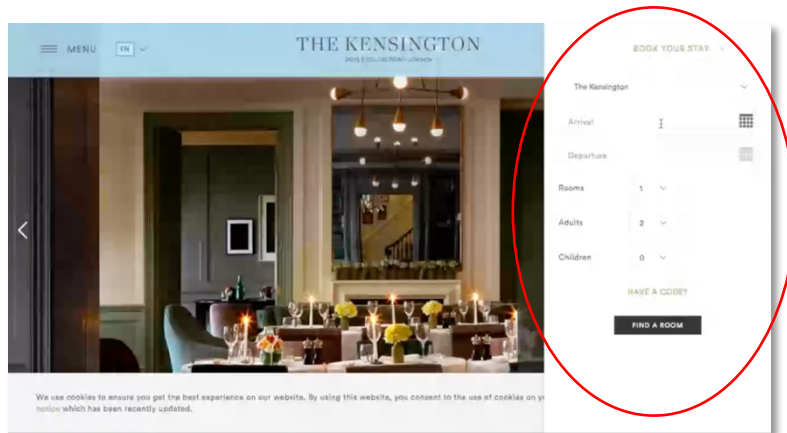 MENU
EN
THE KENSINGTON
DOYLE COLLECTION · LONDON
BOOK YOUR STAY
The Kensington
Arrival
Departure
Rooms 1
Adults 2
Children 0
HAVE A CODE?
FIND A ROOM
We use cookies to ensure you get the best experience on our website. By using this website, you consent to the use of cookies on
notice which has been recently updated.